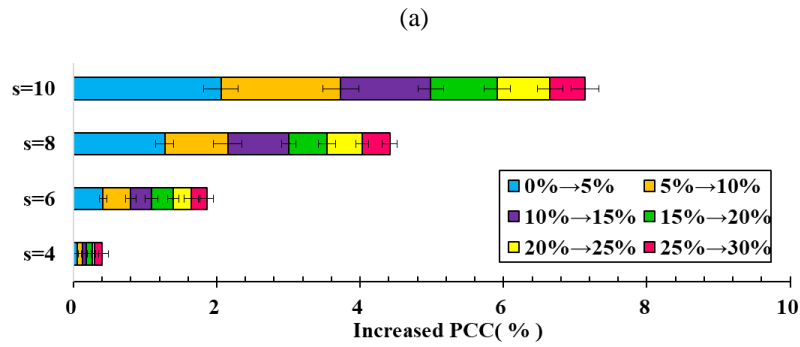 (a)
s=10
s=8
s=6
s=4
0%→5% 5%→10%
10%→15% 15%→20%
20%→25% 25%→30%
0 2 4 6 8 10
Increased PCC( % )